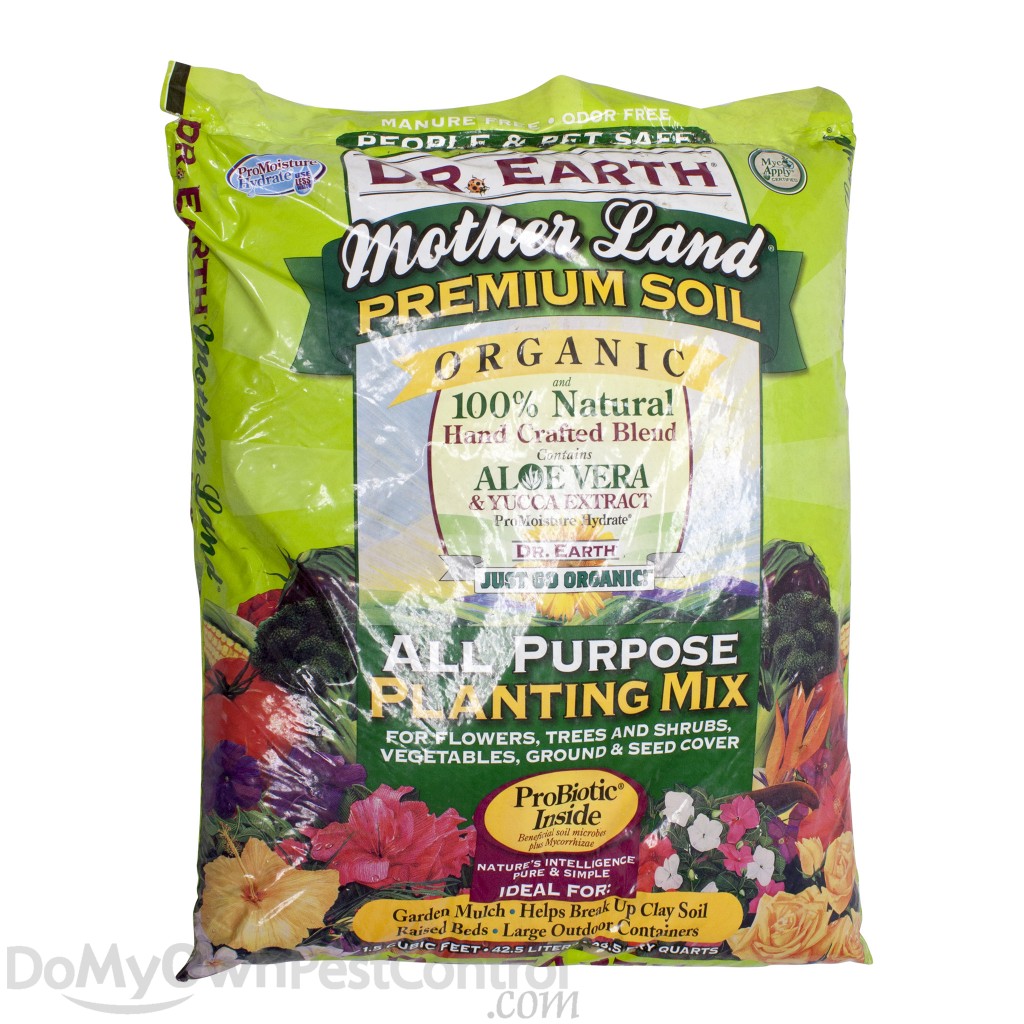 MANURE FREE • ODOR FREE
PEOPLE & PET SAFE
DR. EARTH®
ProMoisture
Hydrate
USE
LESS
Myco
Apply®
CERTIFIED
Mother Land®
PREMIUM SOIL
ORGANIC
and
100% Natural
Hand Crafted Blend
Contains
ALOE VERA
& YUCCA EXTRACT
ProMoisture Hydrate®
DR. EARTH
JUST GO ORGANIC!®
ALL PURPOSE
PLANTING MIX
FOR FLOWERS, TREES AND SHRUBS,
VEGETABLES, GROUND & SEED COVER
ProBiotic®
Inside
Beneficial soil microbes
plus Mycorrhizae
NATURE'S INTELLIGENCE
PURE & SIMPLE
IDEAL FOR:
Garden Mulch • Helps Break Up Clay Soil
Raised Beds • Large Outdoor Containers
1.5 CUBIC FEET • 42.5 LITERS QUARTS
DR. EARTH® Mother Land®
DoMyOwnPestControl
.com